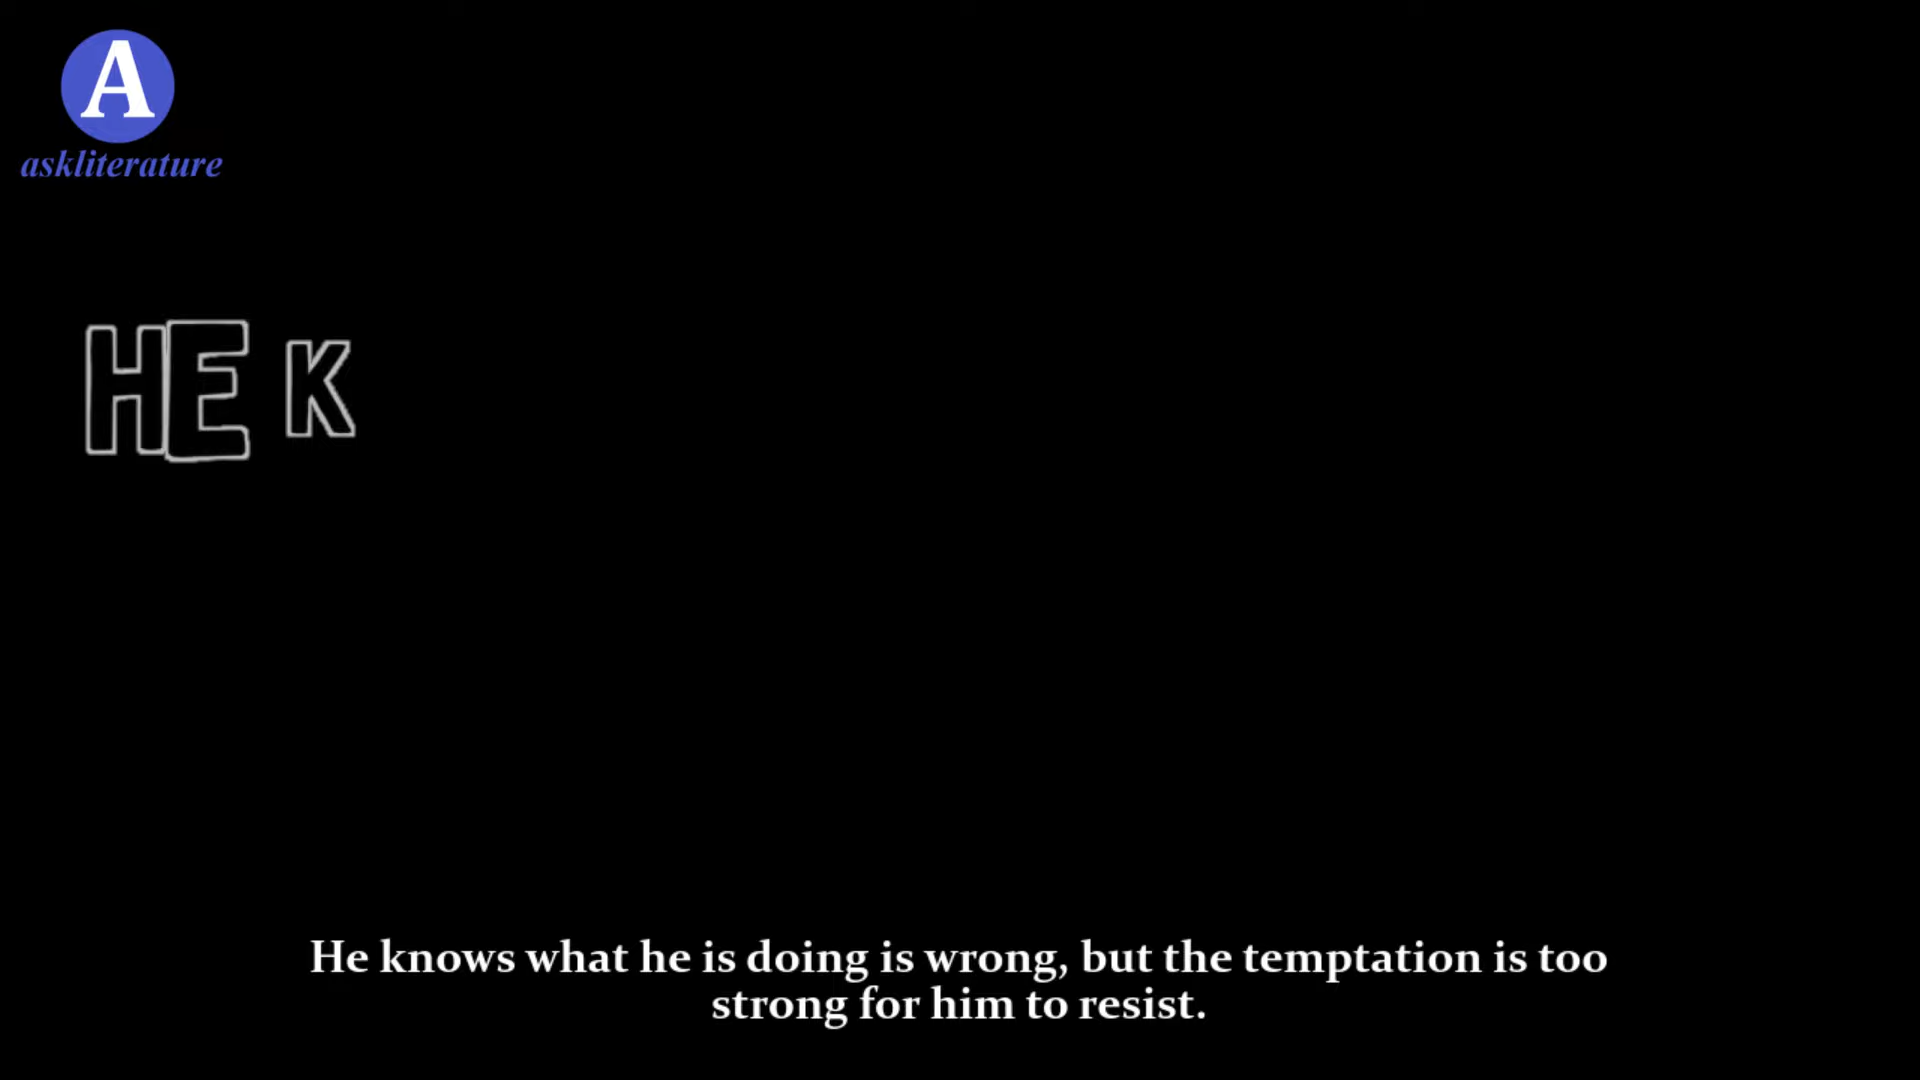 A
askliterature
HE K
He knows what he is doing is wrong, but the temptation is too
strong for him to resist.